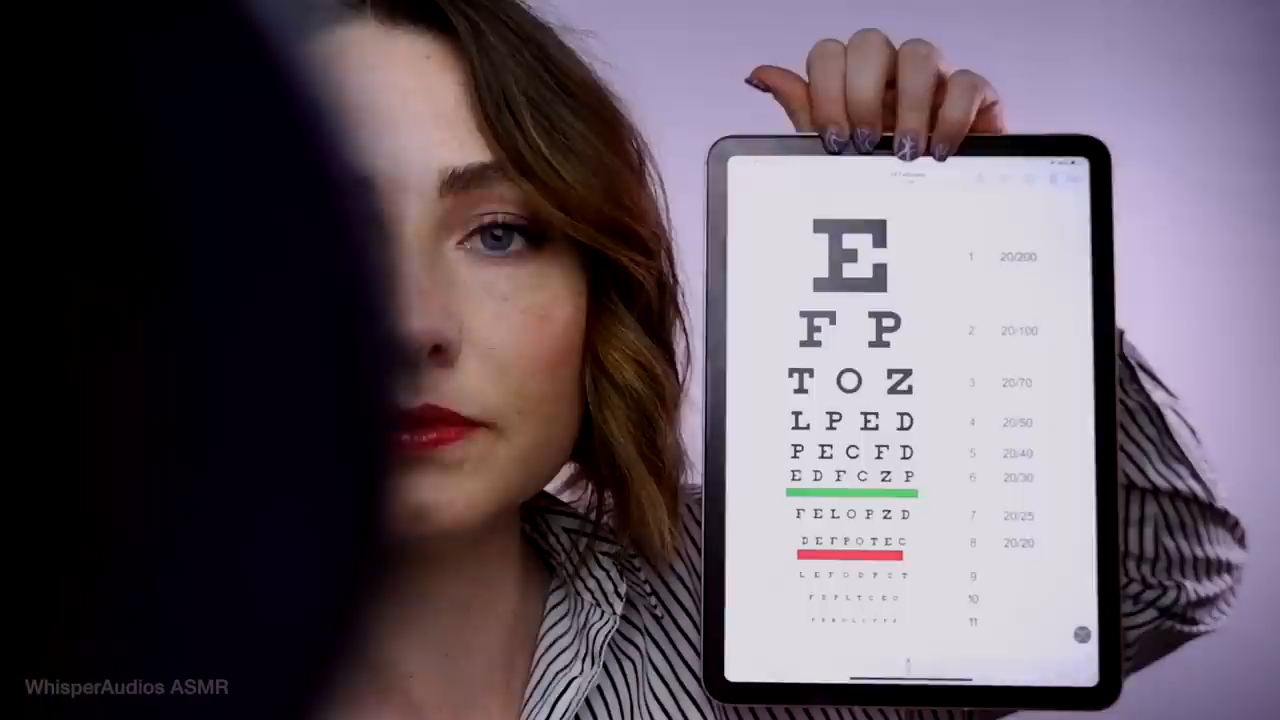 E 1 20/200
F P 2 20/100
T O Z 3 20/70
L P E D 4 20/50
P E C F D 5 20/40
E D F C Z P 6 20/30
F E L O P Z D 7 20/25
D E F P O T E C 8 20/20
L E F O D P C T 9
10
11
WhisperAudios ASMR